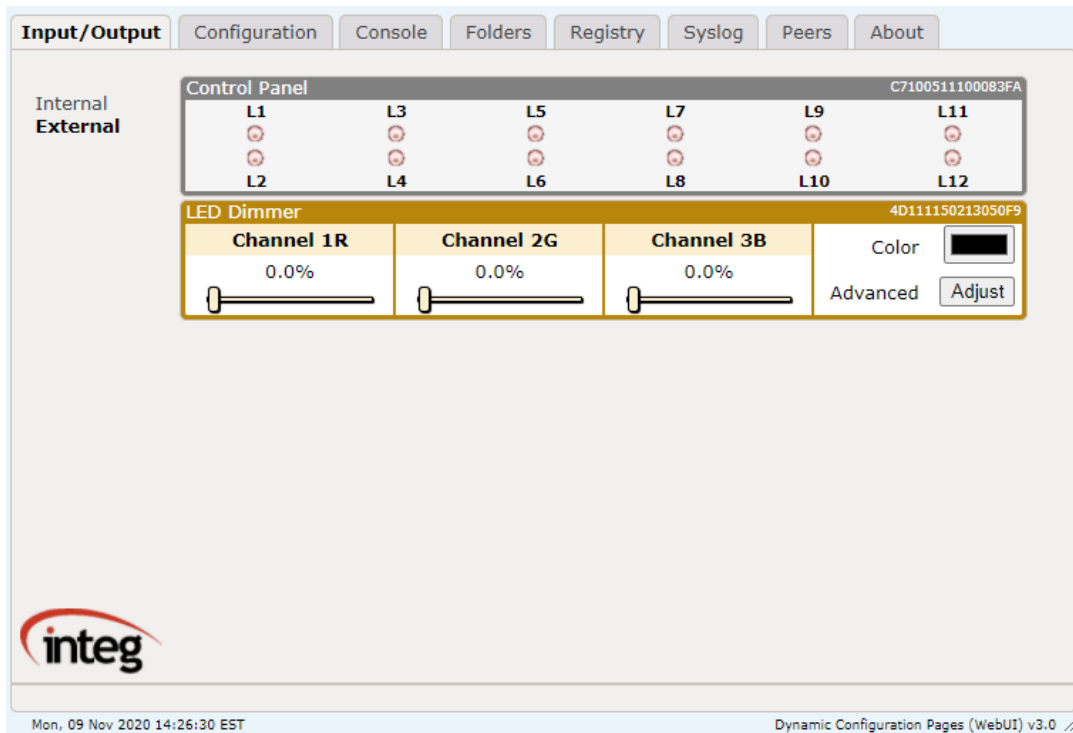 Input/Output Configuration Console Folders Registry Syslog Peers About
Internal
External
Control Panel C7100511100083FA
L1 L3 L5 L7 L9 L11
L2 L4 L6 L8 L10 L12
LED Dimmer 4D111150213050F9
Channel 1R Channel 2G Channel 3B Color
0.0% 0.0% 0.0%
Advanced Adjust
integ
Mon, 09 Nov 2020 14:26:30 EST Dynamic Configuration Pages (WebUI) v3.0